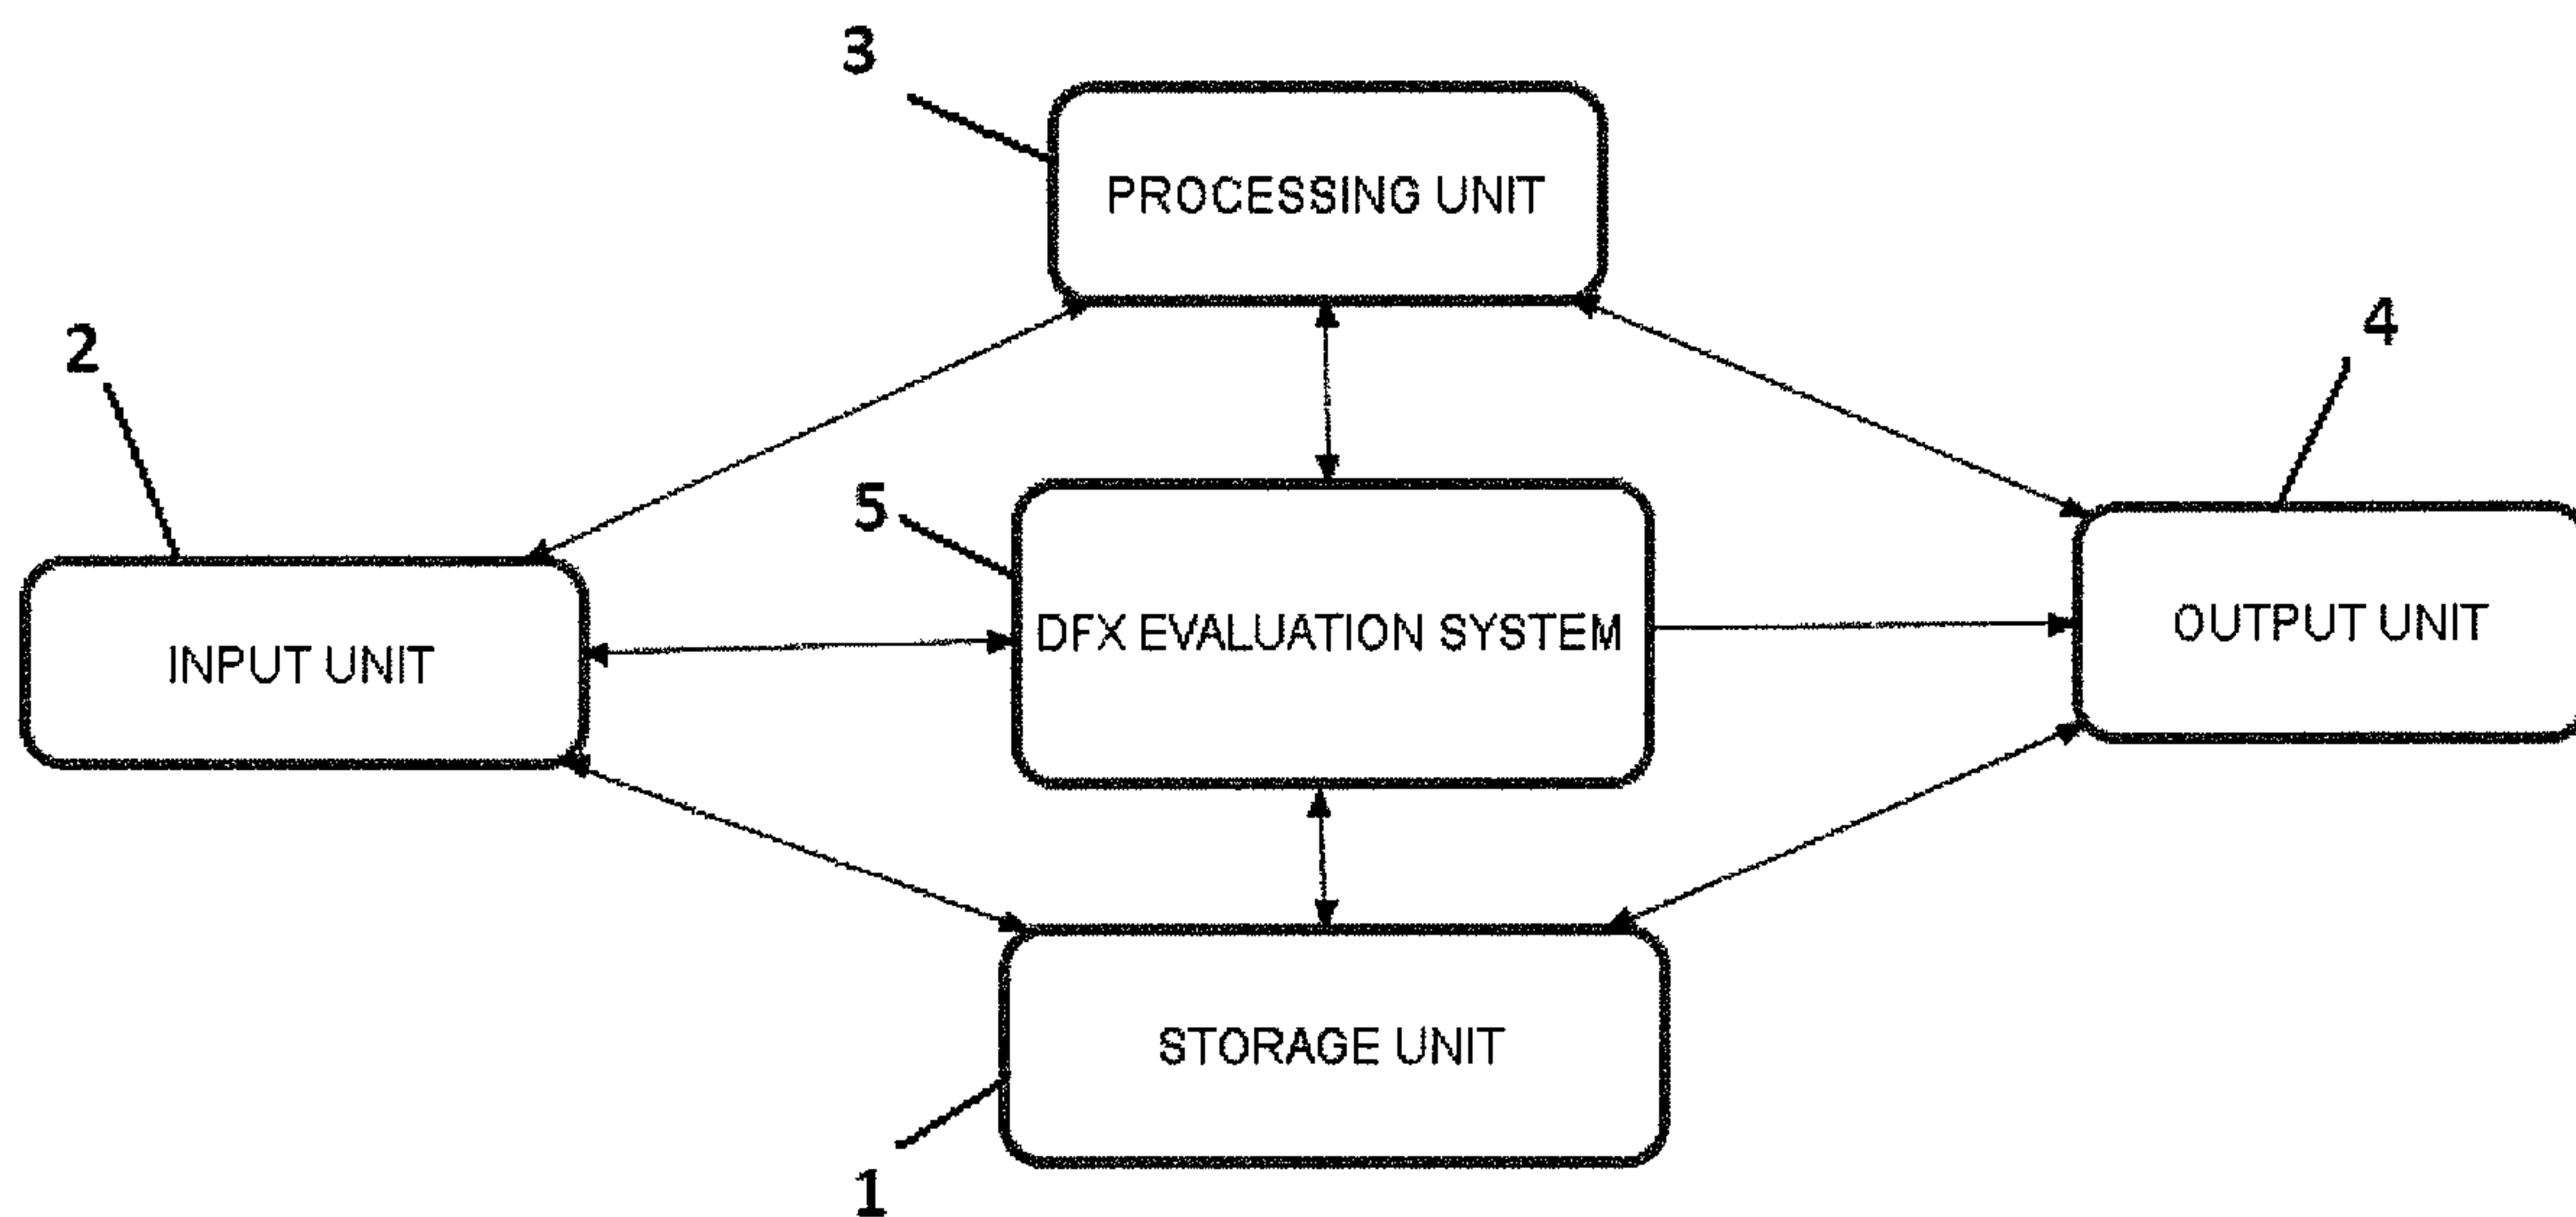 3
PROCESSING UNIT
2
4
5
INPUT UNIT
DFX EVALUATION SYSTEM
OUTPUT UNIT
STORAGE UNIT
1